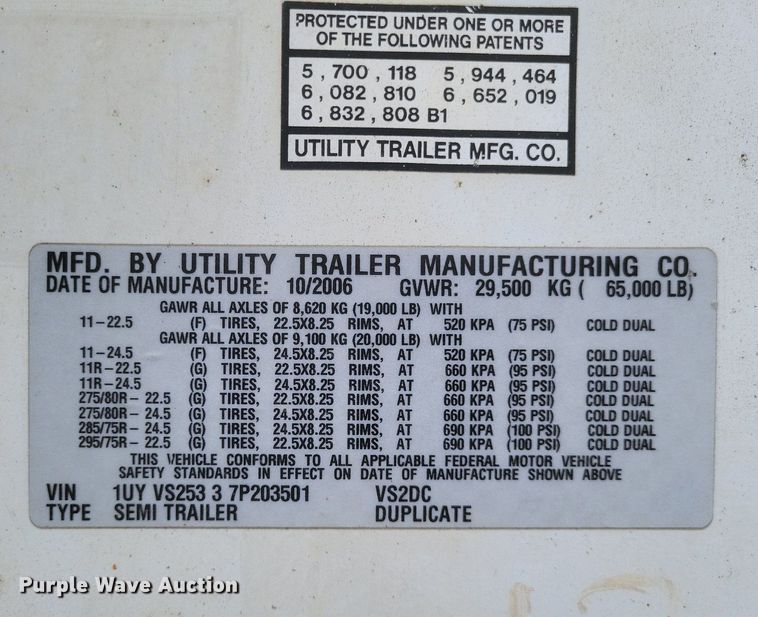 PROTECTED UNDER ONE OR MORE
OF THE FOLLOWING PATENTS
5 , 700 , 118 5 , 944 , 464
6 , 082 , 810 6 , 652 , 019
6 , 832 , 808 B1
UTILITY TRAILER MFG. CO.
MFD. BY UTILITY TRAILER MANUFACTURING CO.
DATE OF MANUFACTURE: 10/2006 GVWR: 29,500 KG ( 65,000 LB)
GAWR ALL AXLES OF 8,620 KG (19,000 LB) WITH
11-22.5 (F) TIRES, 22.5X8.25 RIMS, AT 520 KPA (75 PSI) COLD DUAL
GAWR ALL AXLES OF 9,100 KG (20,000 LB) WITH
11-24.5 (F) TIRES, 24.5X8.25 RIMS, AT 520 KPA (75 PSI) COLD DUAL
11R-22.5 (G) TIRES, 22.5X8.25 RIMS, AT 660 KPA (95 PSI) COLD DUAL
11R-24.5 (G) TIRES, 24.5X8.25 RIMS, AT 660 KPA (95 PSI) COLD DUAL
275/80R- 22.5 (G) TIRES, 22.5X8.25 RIMS, AT 660 KPA (95 PSI) COLD DUAL
275/80R- 24.5 (G) TIRES, 24.5X8.25 RIMS, AT 660 KPA (95 PSI) COLD DUAL
285/75R- 24.5 (G) TIRES, 24.5X8.25 RIMS, AT 690 KPA (100 PSI) COLD DUAL
295/75R- 22.5 (G) TIRES, 22.5X8.25 RIMS, AT 690 KPA (100 PSI) COLD DUAL
THIS VEHICLE CONFORMS TO ALL APPLICABLE FEDERAL MOTOR VEHICLE
SAFETY STANDARDS IN EFFECT ON DATE OF MANUFACTURE SHOWN ABOVE
VIN 1UY VS253 3 7P203501 VS2DC
TYPE SEMI TRAILER DUPLICATE
Purple Wave Auction